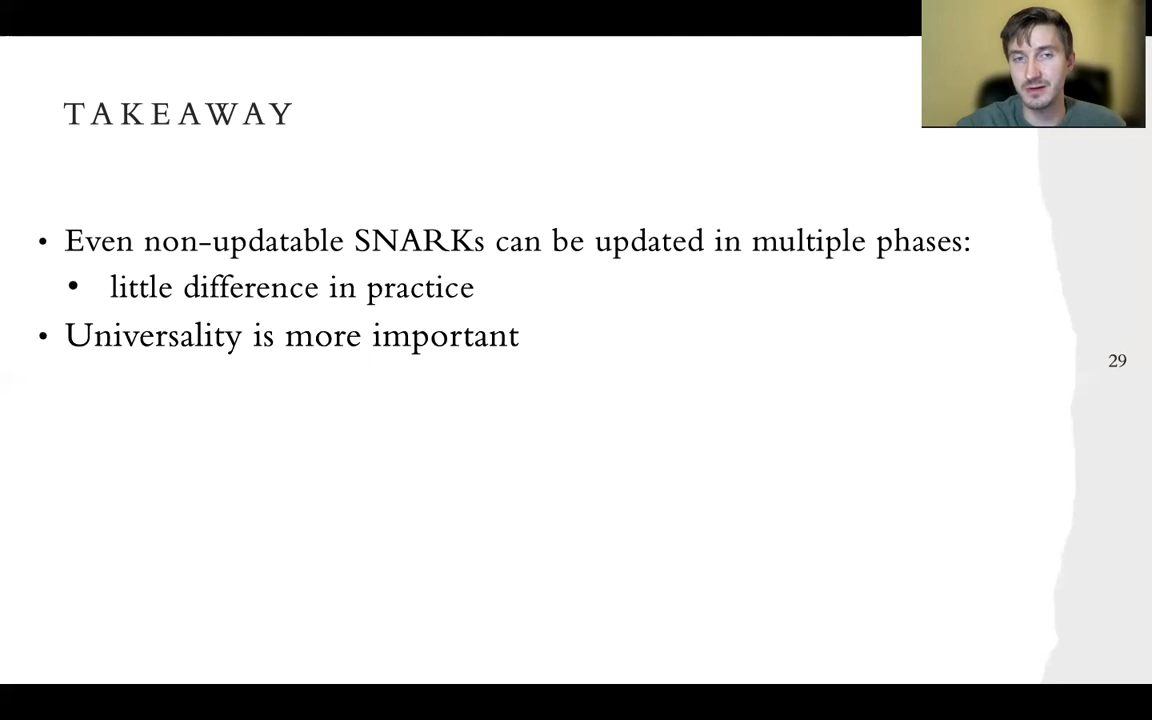 TAKEAWAY
• Even non-updatable SNARKs can be updated in multiple phases:
• little difference in practice
• Universality is more important
29